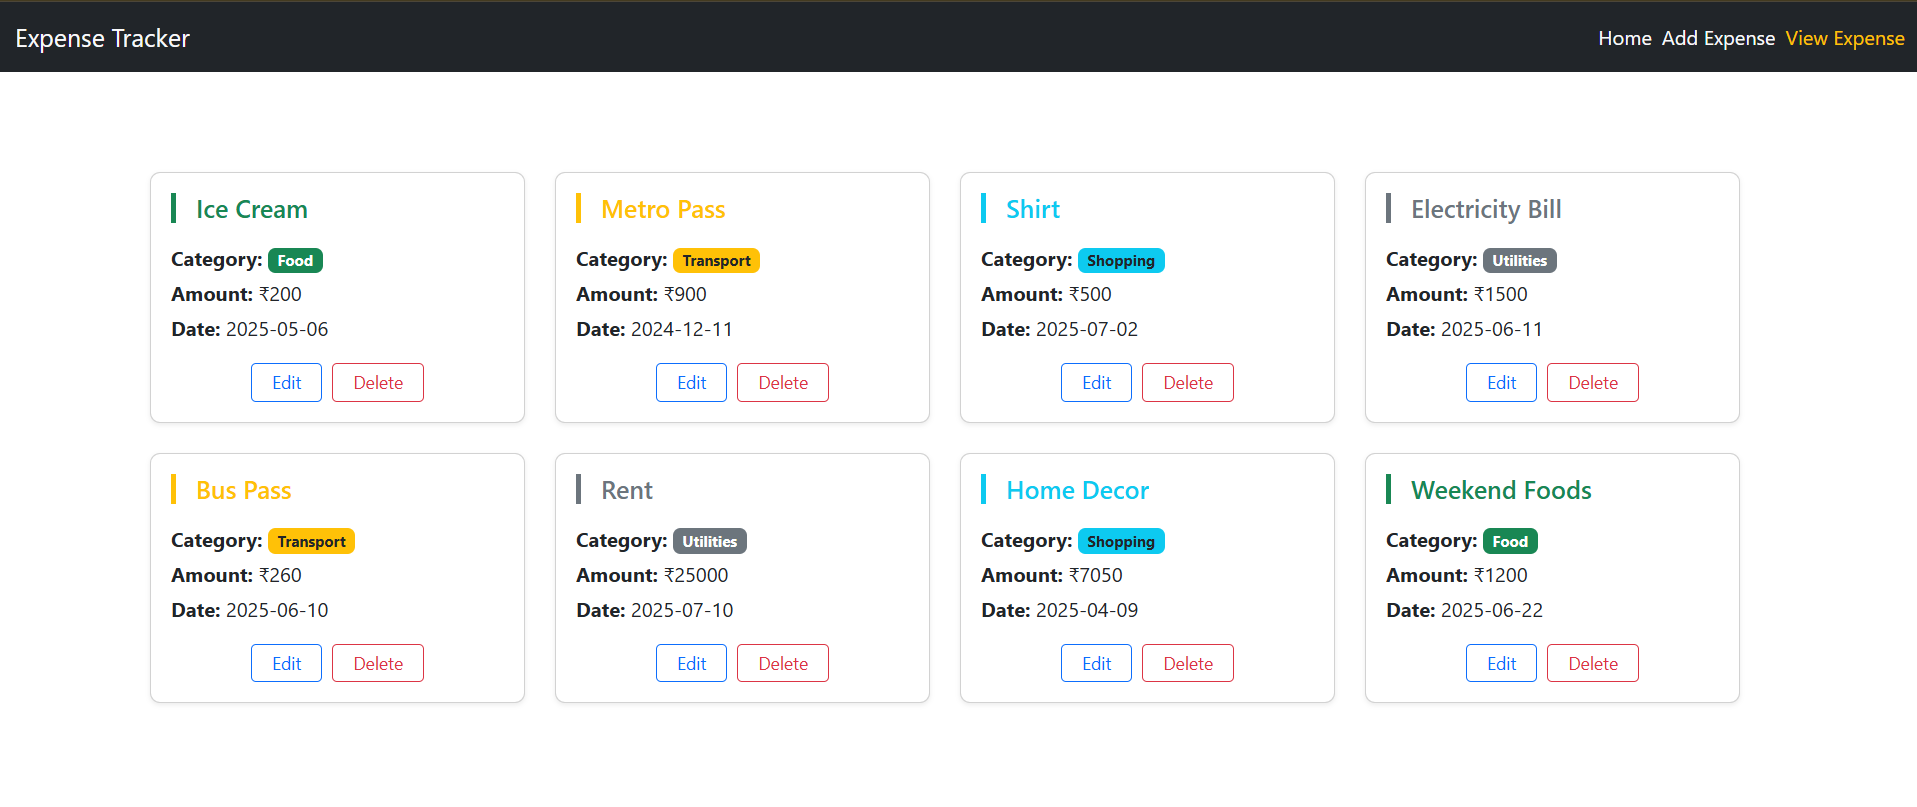 Expense Tracker
Home Add Expense View Expense
Ice Cream
Category: Food
Amount: ₹200
Date: 2025-05-06
Edit Delete
Metro Pass
Category: Transport
Amount: ₹900
Date: 2024-12-11
Edit Delete
Shirt
Category: Shopping
Amount: ₹500
Date: 2025-07-02
Edit Delete
Electricity Bill
Category: Utilities
Amount: ₹1500
Date: 2025-06-11
Edit Delete
Bus Pass
Category: Transport
Amount: ₹260
Date: 2025-06-10
Edit Delete
Rent
Category: Utilities
Amount: ₹25000
Date: 2025-07-10
Edit Delete
Home Decor
Category: Shopping
Amount: ₹7050
Date: 2025-04-09
Edit Delete
Weekend Foods
Category: Food
Amount: ₹1200
Date: 2025-06-22
Edit Delete